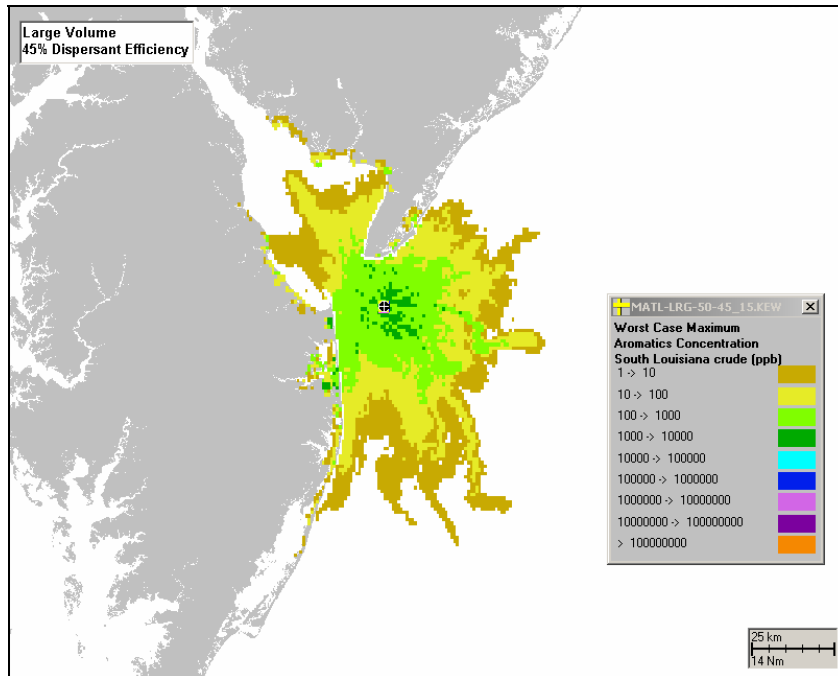 Large Volume
45% Dispersant Efficiency
MATL-LRG-50-45_15.KEW
Worst Case Maximum
Aromatics Concentration
South Louisiana crude (ppb)
1 -> 10
10 -> 100
100 -> 1000
1000 -> 10000
10000 -> 100000
100000 -> 1000000
1000000 -> 10000000
10000000 -> 100000000
> 100000000
25 km
14 Nm